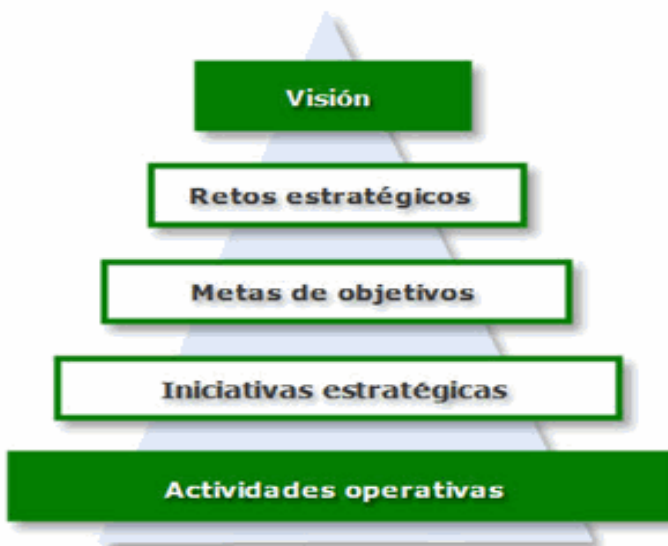 Visión
Retos estratégicos
Metas de objetivos
Iniciativas estratégicas
Actividades operativas